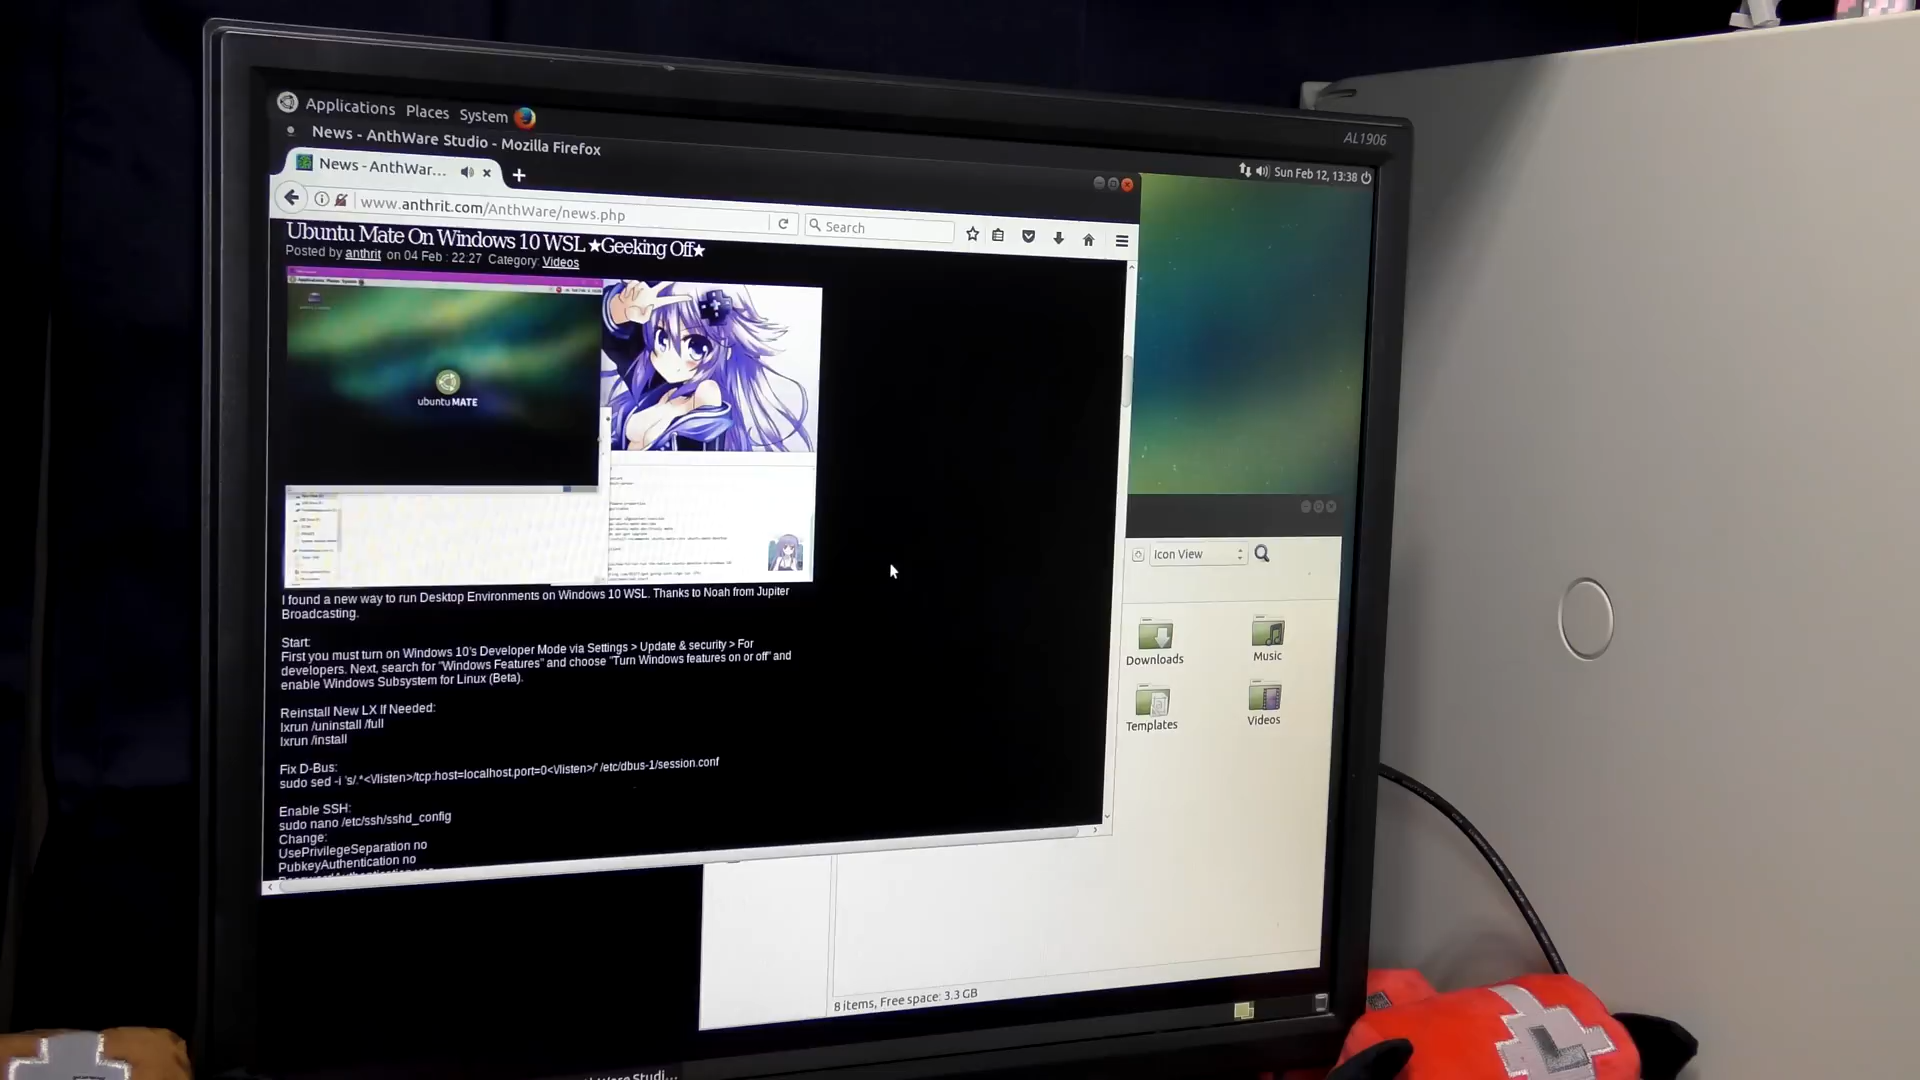 AL1906
Applications Places System
Sun Feb 12, 13:38
News - AnthWare Studio - Mozilla Firefox
News - AnthWar...
www.anthrit.com/AnthWare/news.php
Search
Ubuntu Mate On Windows 10 WSL ★Geeking Off★
Posted by anthrit on 04 Feb : 22:27 Category: Videos
ubuntu MATE
I found a new way to run Desktop Environments on Windows 10 WSL. Thanks to Noah from Jupiter
Broadcasting.
Start:
First you must turn on Windows 10's Developer Mode via Settings > Update & security > For
developers. Next, search for "Windows Features" and choose "Turn Windows features on or off" and
enable Windows Subsystem for Linux (Beta).
Reinstall New LX If Needed:
lxrun /uninstall /full
lxrun /install
Fix D-Bus:
sudo sed -i 's/.*<\/listen>/tcp:host=localhost,port=0<\/listen>/' /etc/dbus-1/session.conf
Enable SSH:
sudo nano /etc/ssh/sshd_config
Change:
UsePrivilegeSeparation no
PubkeyAuthentication no
Icon View
Downloads
Music
Templates
Videos
8 items, Free space: 3.3 GB